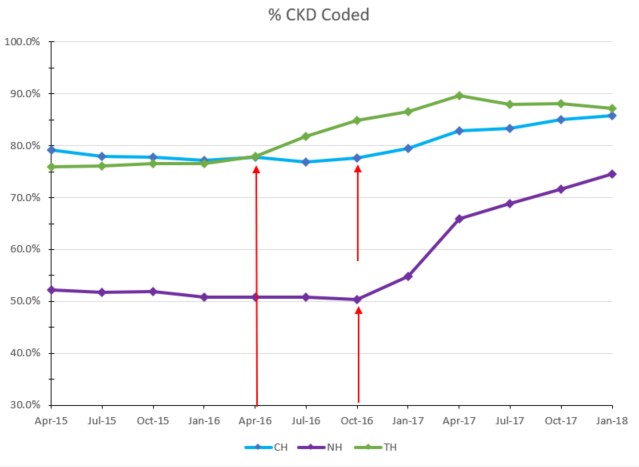 % CKD Coded
100.0%
90.0%
80.0%
70.0%
60.0%
50.0%
40.0%
30.0%
Apr-15 Jul-15 Oct-15 Jan-16 Apr-16 Jul-16 Oct-16 Jan-17 Apr-17 Jul-17 Oct-17 Jan-18
CH NH TH